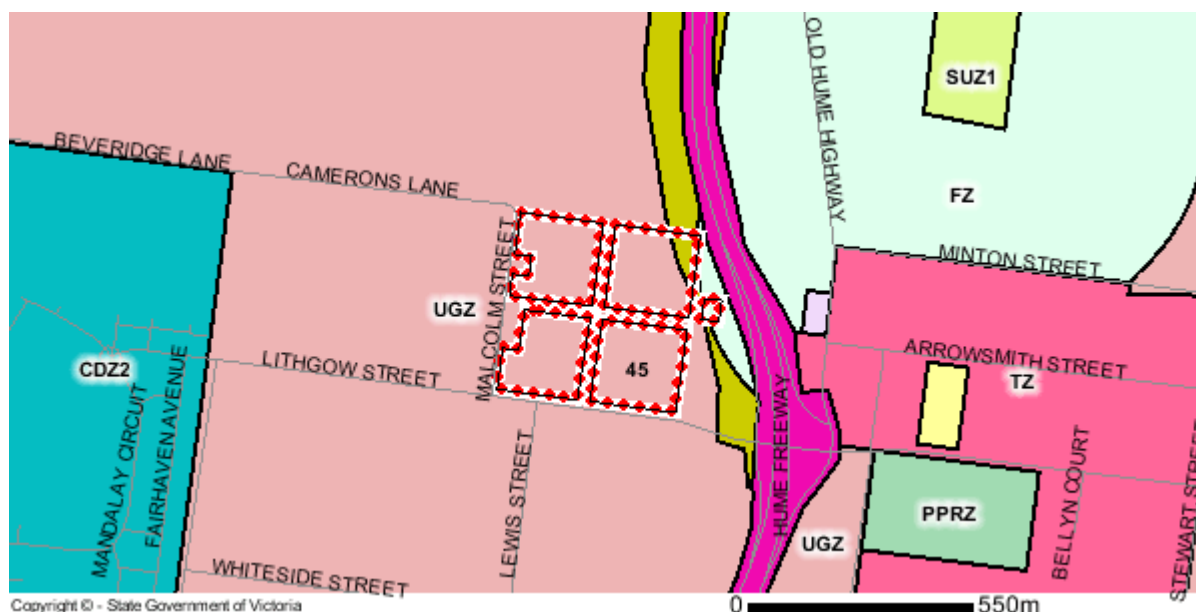 OLD HUME HIGHWAY
SUZ1
BEVERIDGE LANE
CAMERONS LANE
FZ
MALCOLM STREET
MINTON STREET
UGZ
ARROWSMITH STREET
CDZ2
LITHGOW STREET
45
TZ
MANDALAY CIRCUIT
FAIRHAVEN AVENUE
HUME FREEWAY
LEWIS STREET
BELLYN COURT
STEWART STREET
PPRZ
UGZ
WHITESIDE STREET
Copyright © - State Government of Victoria
0 550m